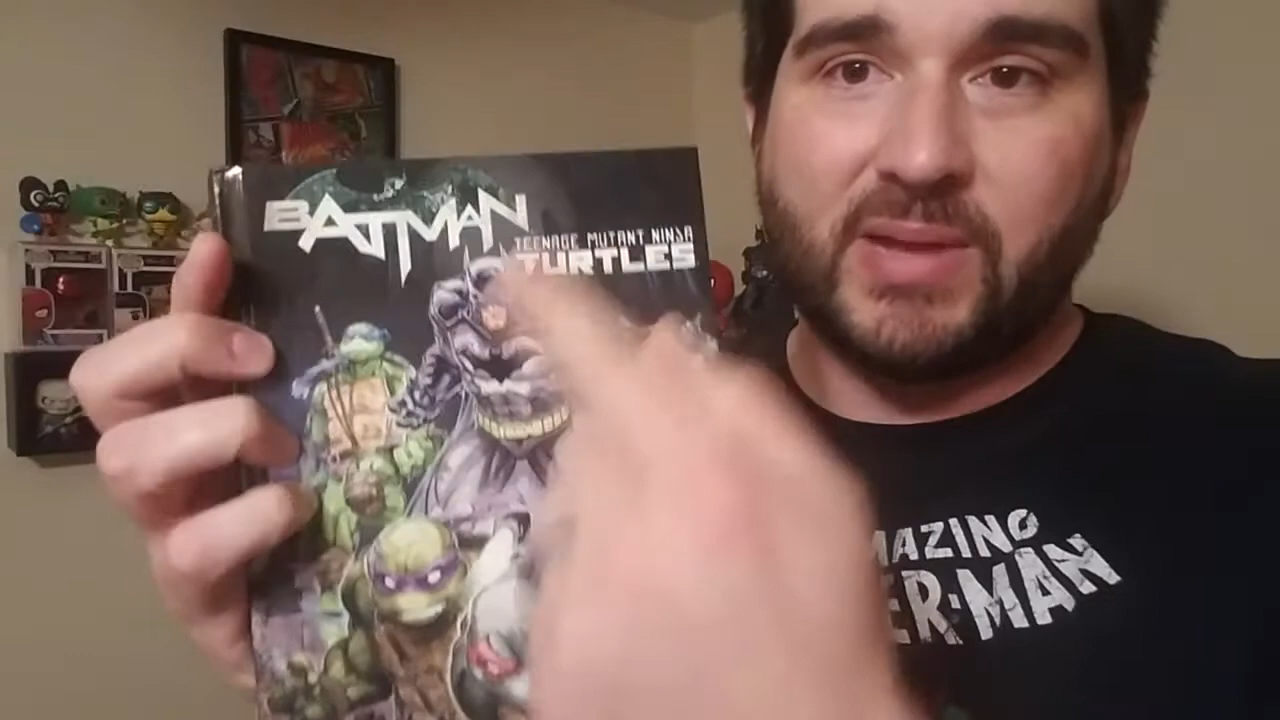 BATMAN
TEENAGE MUTANT NINJA
TURTLES
MAZING
ER-MAN